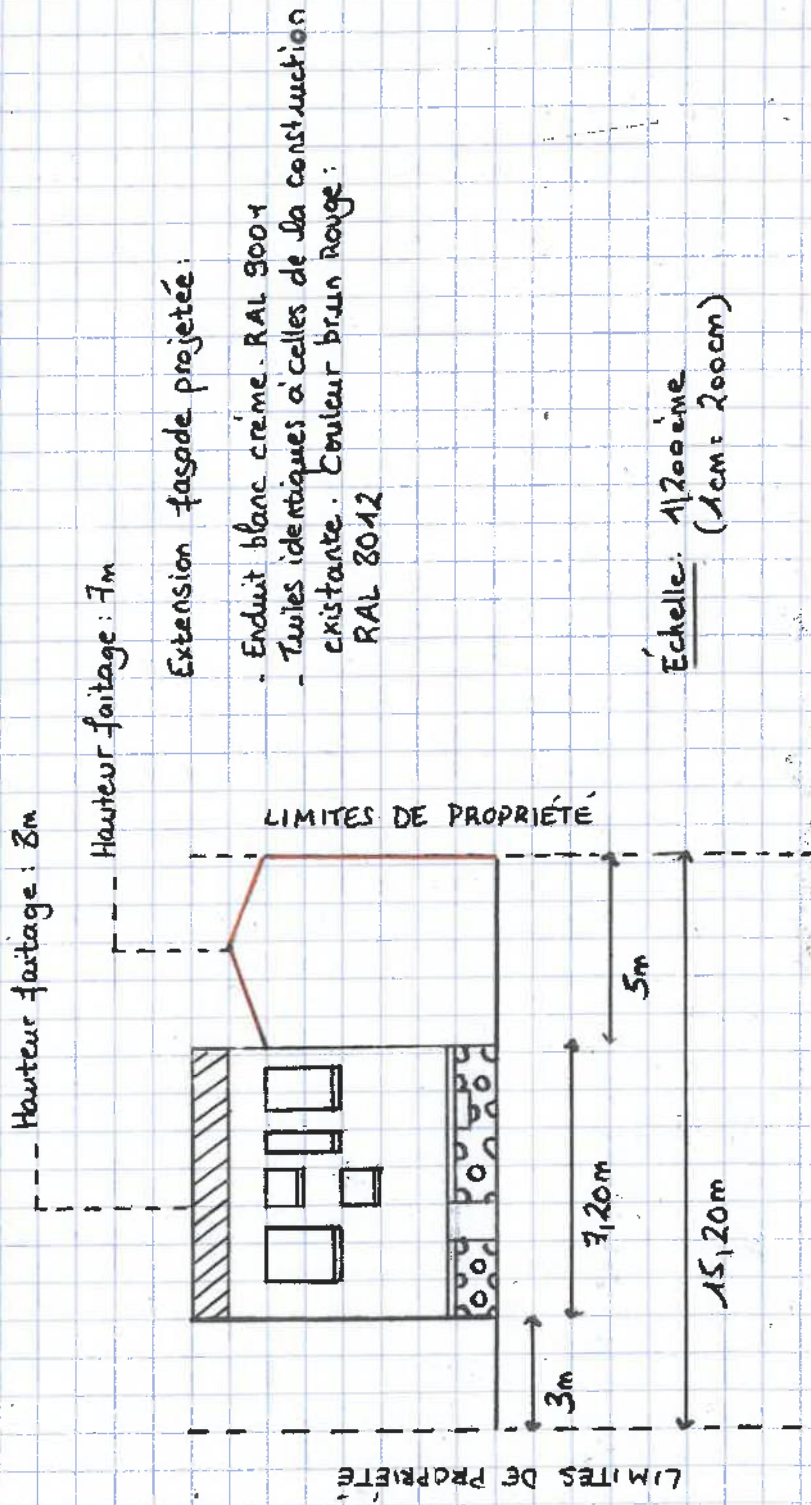 Hauteur faitage : 8m
Hauteur faitage : 7m
Extension façade projetée :
- Enduit blanc crème. RAL 9001
- Tuiles identiques à celles de la construction
existante. Couleur brun Rouge :
RAL 8012
LIMITES DE PROPRIÉTÉ
LIMITES DE PROPRIÉTÉ
3m
7,20m
5m
15,20m
Échelle : 1/200ème
(1cm = 200cm)